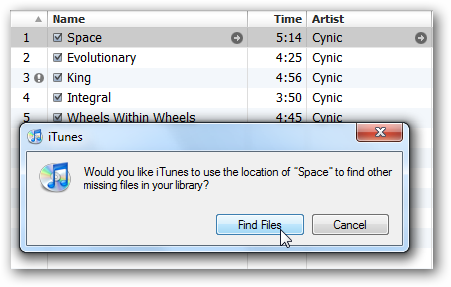 Name Time Artist
1 Space 5:14 Cynic
2 Evolutionary 4:25 Cynic
3 King 4:56 Cynic
4 Integral 3:50 Cynic
5 Wheels Within Wheels 4:45 Cynic
iTunes
Would you like iTunes to use the location of "Space" to find other
missing files in your library?
Find Files Cancel